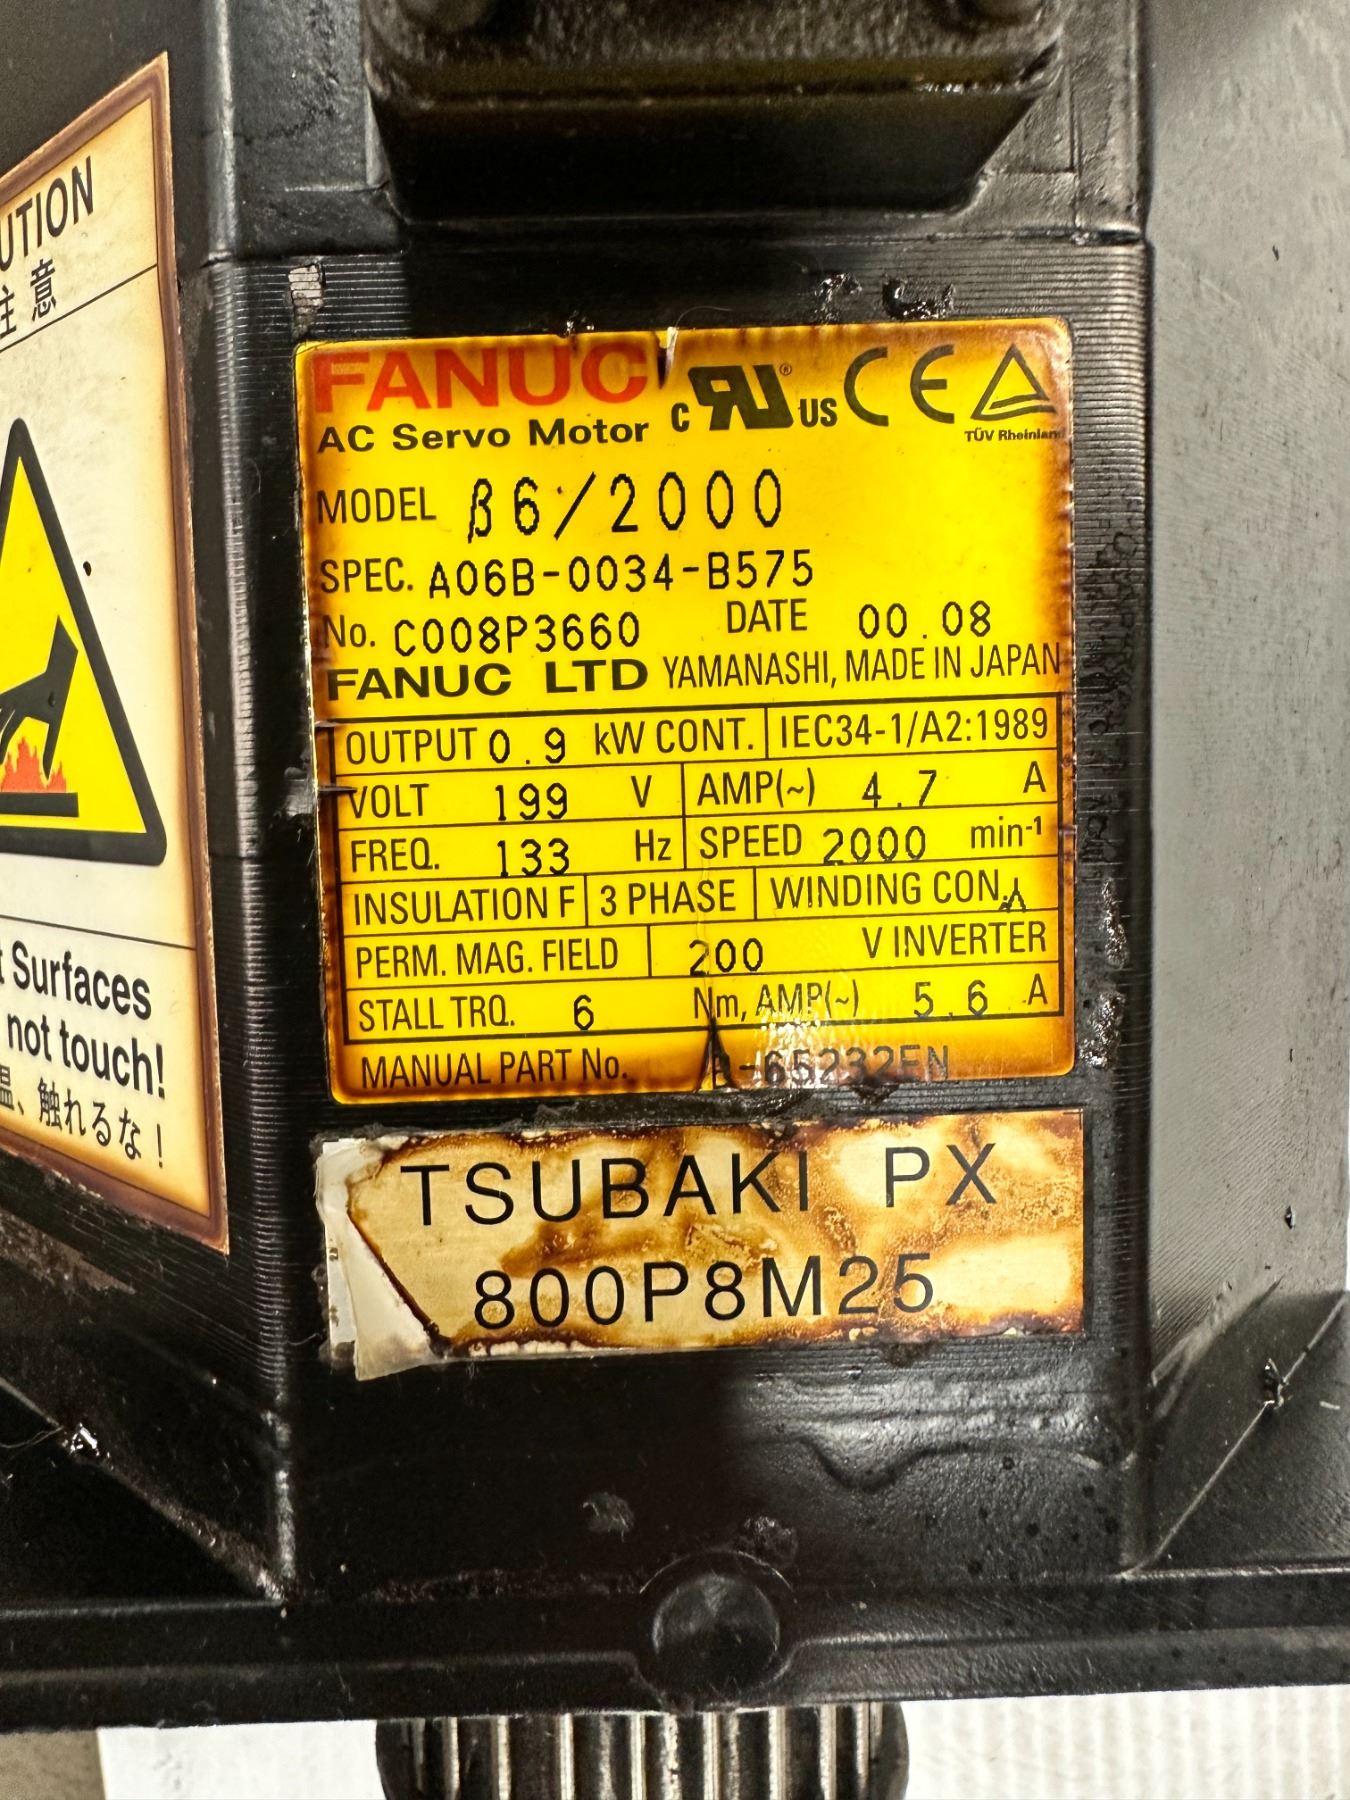 UTION
注意
t Surfaces
not touch!
温、触れるな!
FANUC
AC Servo Motor
c RU® US CE
TÜV Rheinland
MODEL β6/2000
SPEC. A06B-0034-B575
No. C008P3660 DATE 00.08
FANUC LTD YAMANASHI, MADE IN JAPAN
OUTPUT 0.9 kW CONT. IEC34-1/A2:1989
VOLT 199 V AMP(~) 4.7 A
FREQ. 133 Hz SPEED 2000 min-1
INSULATION F 3 PHASE WINDING CON.
PERM. MAG. FIELD 200 V INVERTER
STALL TRQ. 6 Nm, AMP(~) 5.6 A
MANUAL PART No. B-65232EN
TSUBAKI PX
800P8M25